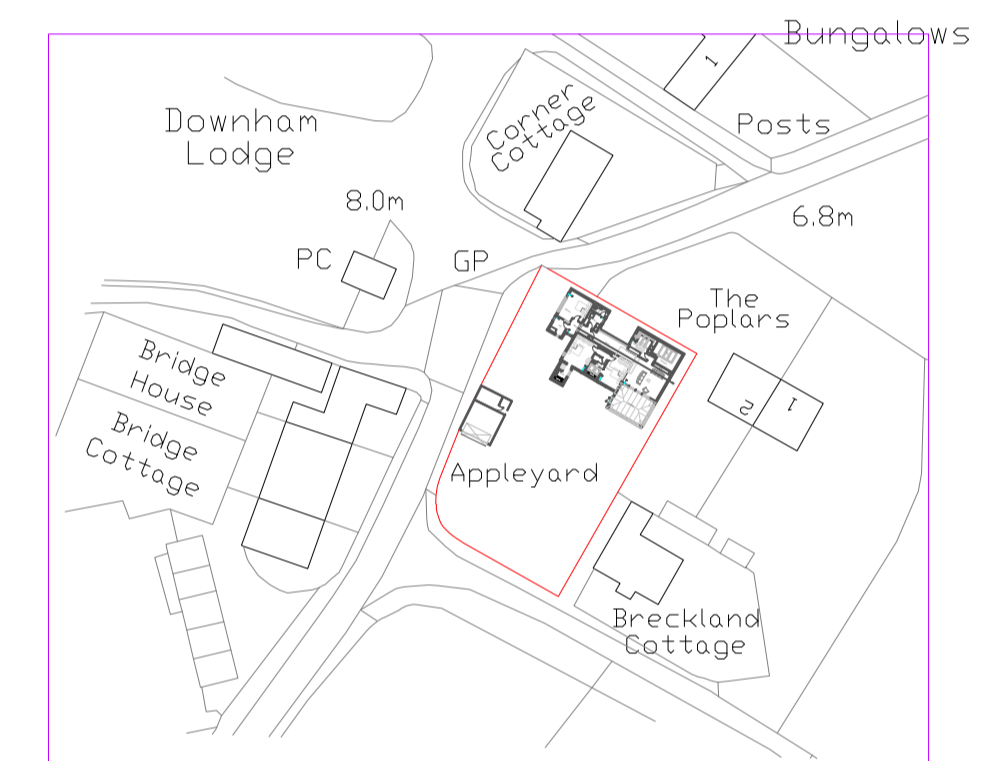 Bungalows
1
Downham
Lodge
Corner
Cottage
Posts
8.0m
6.8m
PC
GP
The
Poplars
Bridge
House
2
1
Bridge
Cottage
Appleyard
Breckland
Cottage